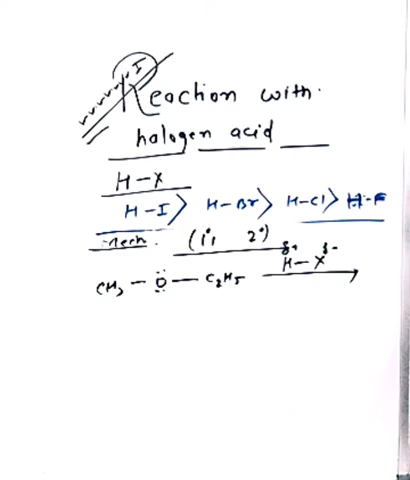 v v v v v I
Reaction with
halogen acid
H-X
H-I > H-Br > H-Cl > H-F
Mech. (1°, 2°)
δ+ δ-
H-X
CH3 - Ö - C2H5